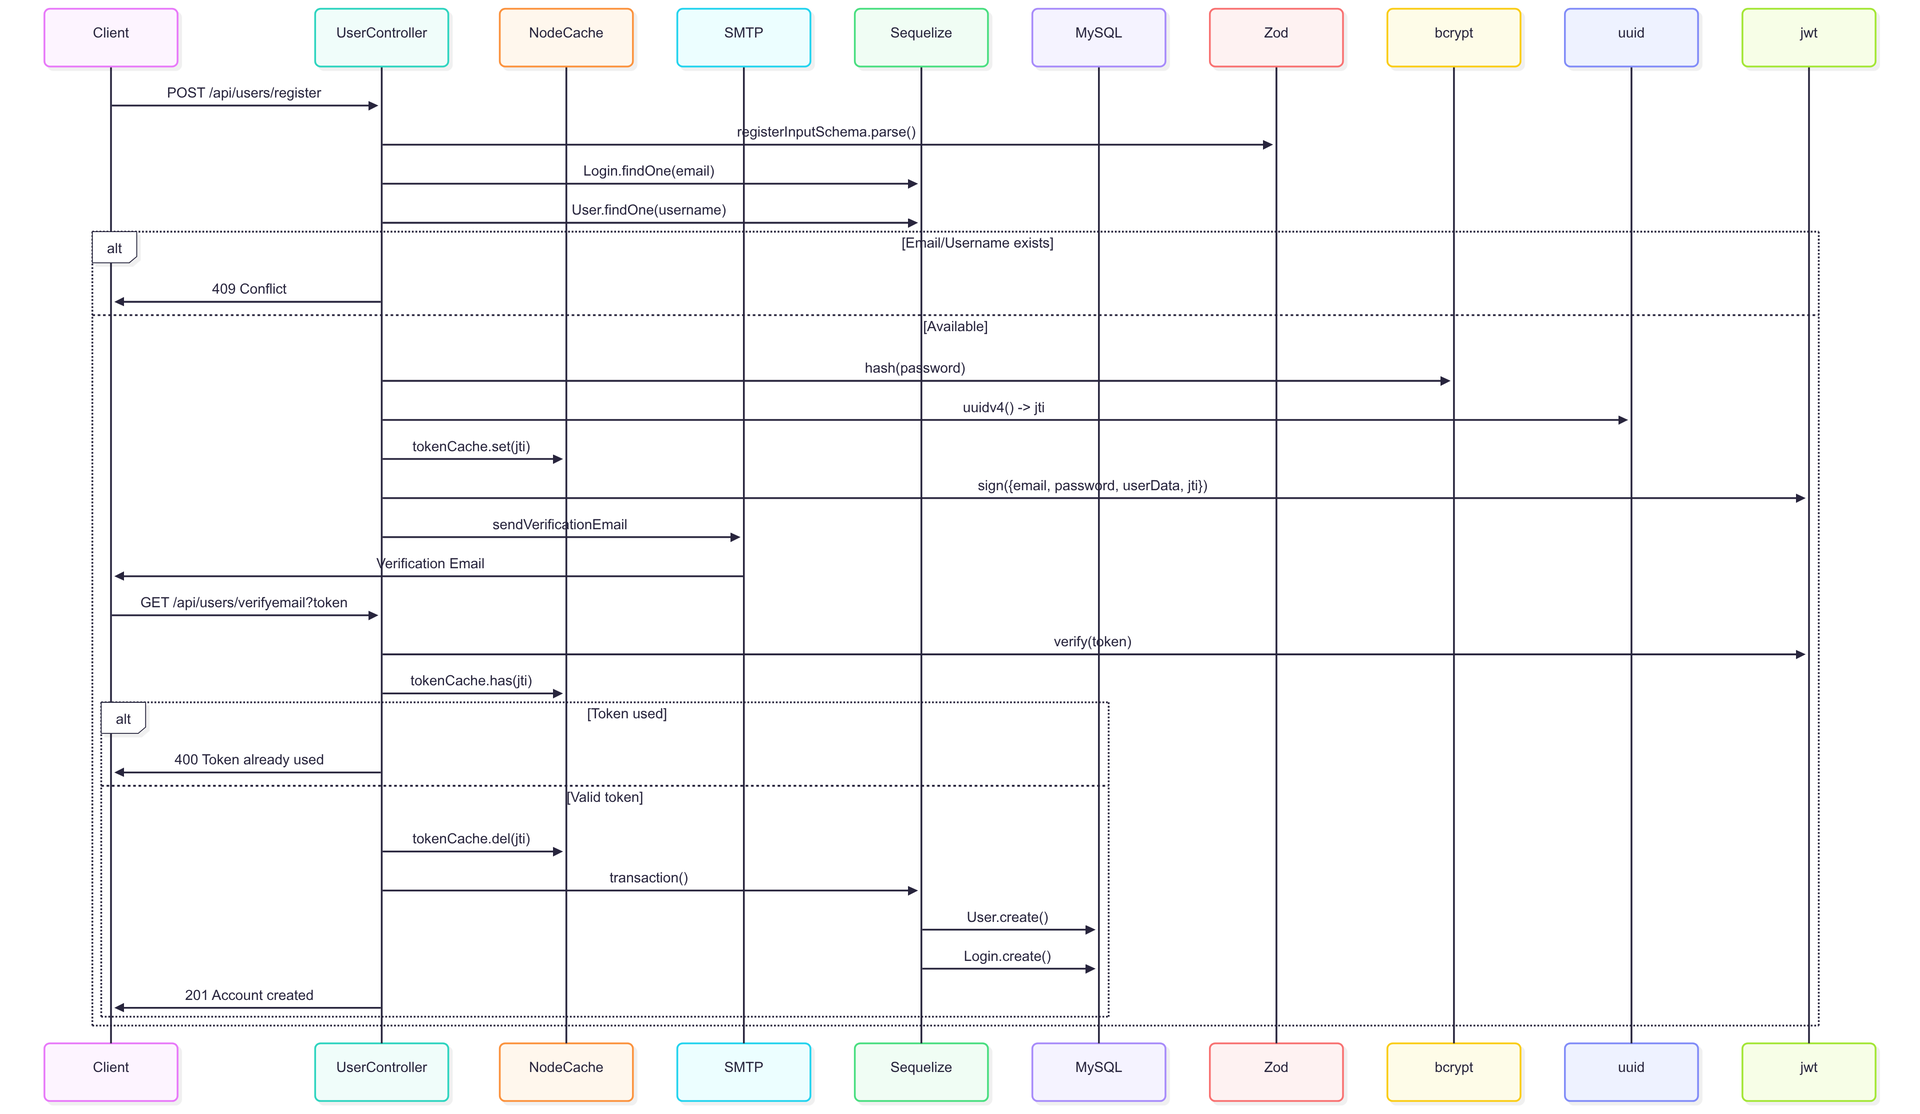 Client
UserController
NodeCache
SMTP
Sequelize
MySQL
Zod
bcrypt
uuid
jwt
POST /api/users/register
registerInputSchema.parse()
Login.findOne(email)
User.findOne(username)
alt
[Email/Username exists]
409 Conflict
[Available]
hash(password)
uuidv4() -> jti
tokenCache.set(jti)
sign({email, password, userData, jti})
sendVerificationEmail
Verification Email
GET /api/users/verifyemail?token
verify(token)
tokenCache.has(jti)
alt
[Token used]
400 Token already used
[Valid token]
tokenCache.del(jti)
transaction()
User.create()
Login.create()
201 Account created
Client
UserController
NodeCache
SMTP
Sequelize
MySQL
Zod
bcrypt
uuid
jwt